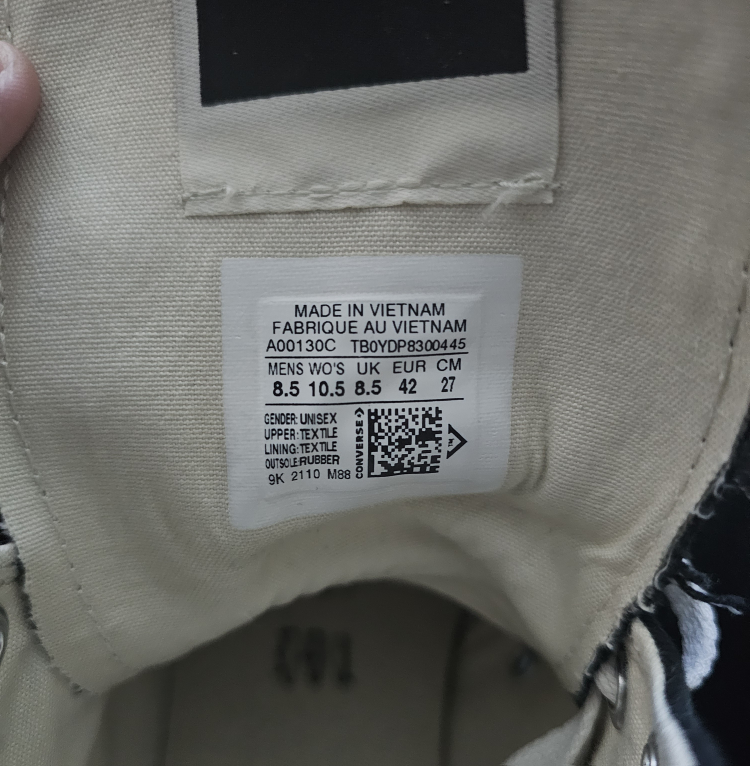 MADE IN VIETNAM
FABRIQUE AU VIETNAM
A00130C TB0YDP8300445
MENS WO'S UK EUR CM
8.5 10.5 8.5 42 27
GENDER: UNISEX
UPPER: TEXTILE
LINING: TEXTILE
OUTSOLE: RUBBER
9K 2110 M88
CONVERSE